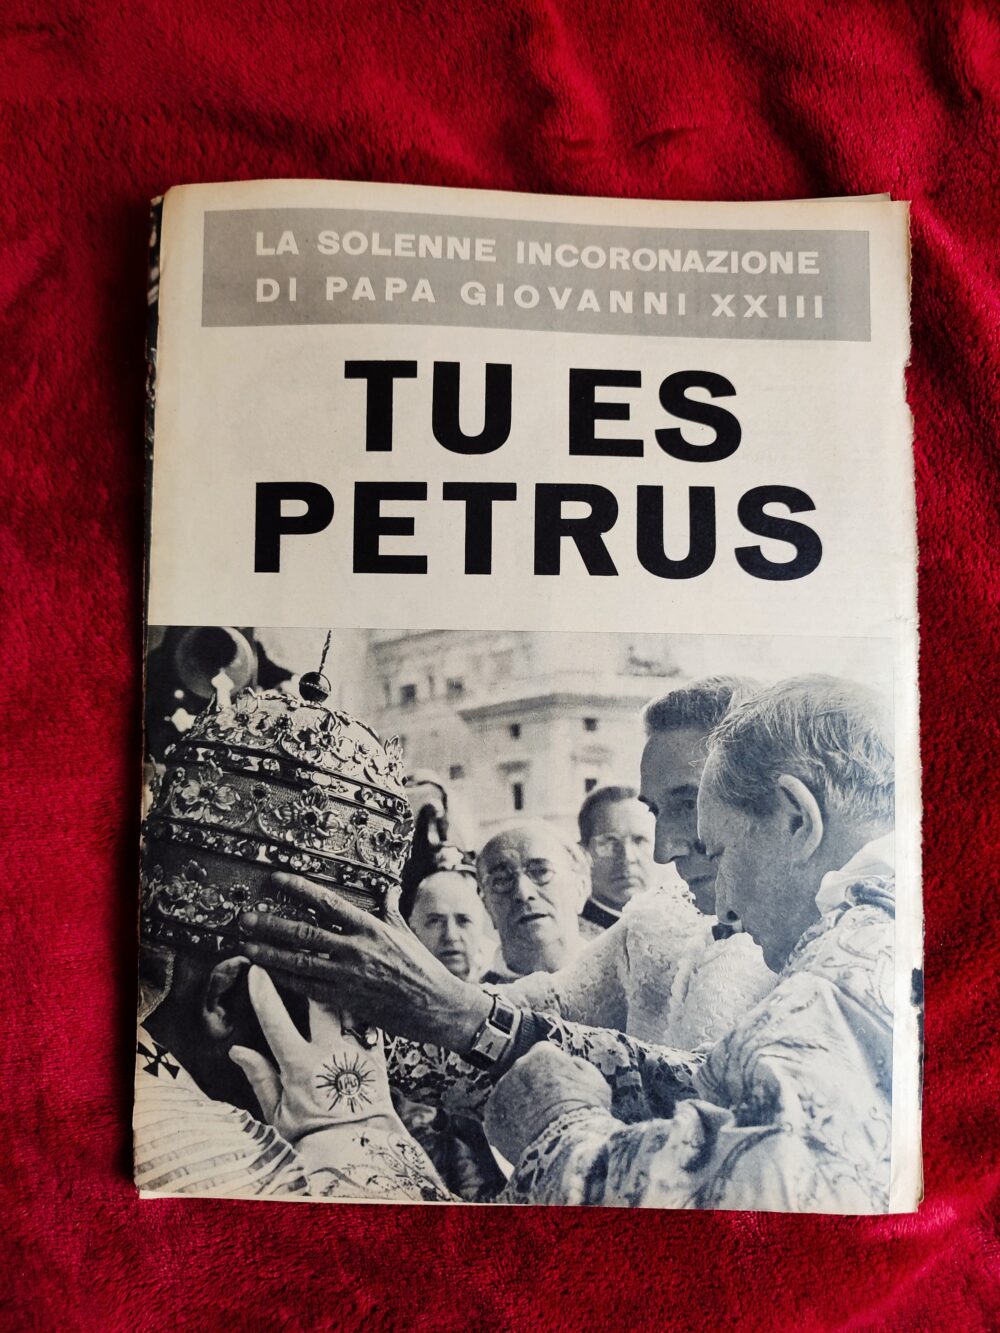 LA SOLENNE INCORONAZIONE
DI PAPA GIOVANNI XXIII
TU ES
PETRUS